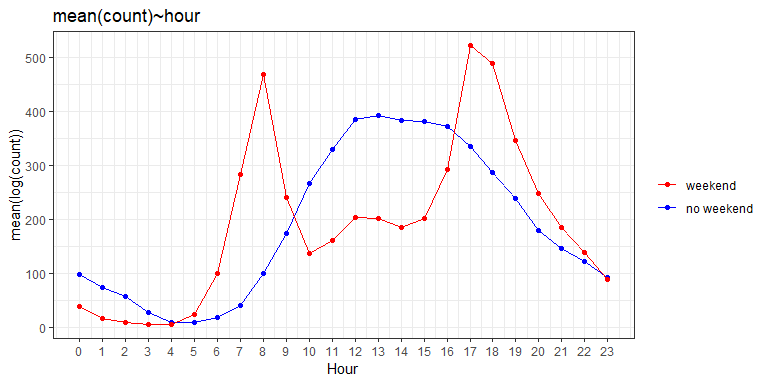 mean(count)~hour
mean(log(count))
500
400
300
200
100
0
0 1 2 3 4 5 6 7 8 9 10 11 12 13 14 15 16 17 18 19 20 21 22 23
Hour
weekend
no weekend